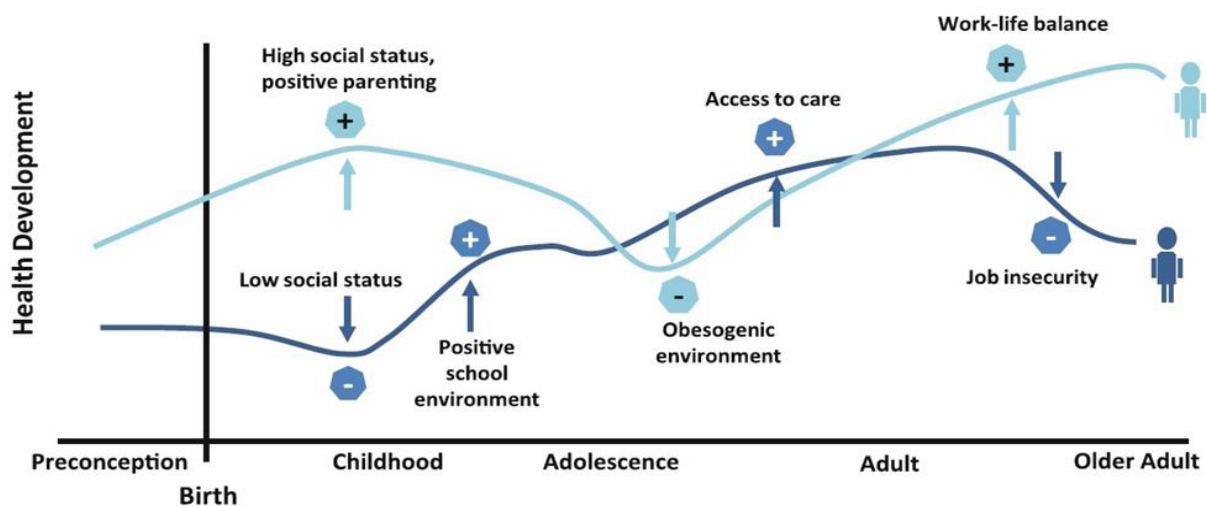 Health Development
High social status,
positive parenting
+
Low social status
-
+
Positive
school
environment
-
Obesogenic
environment
Access to care
+
Work-life balance
+
-
Job insecurity
Preconception
Birth
Childhood
Adolescence
Adult
Older Adult